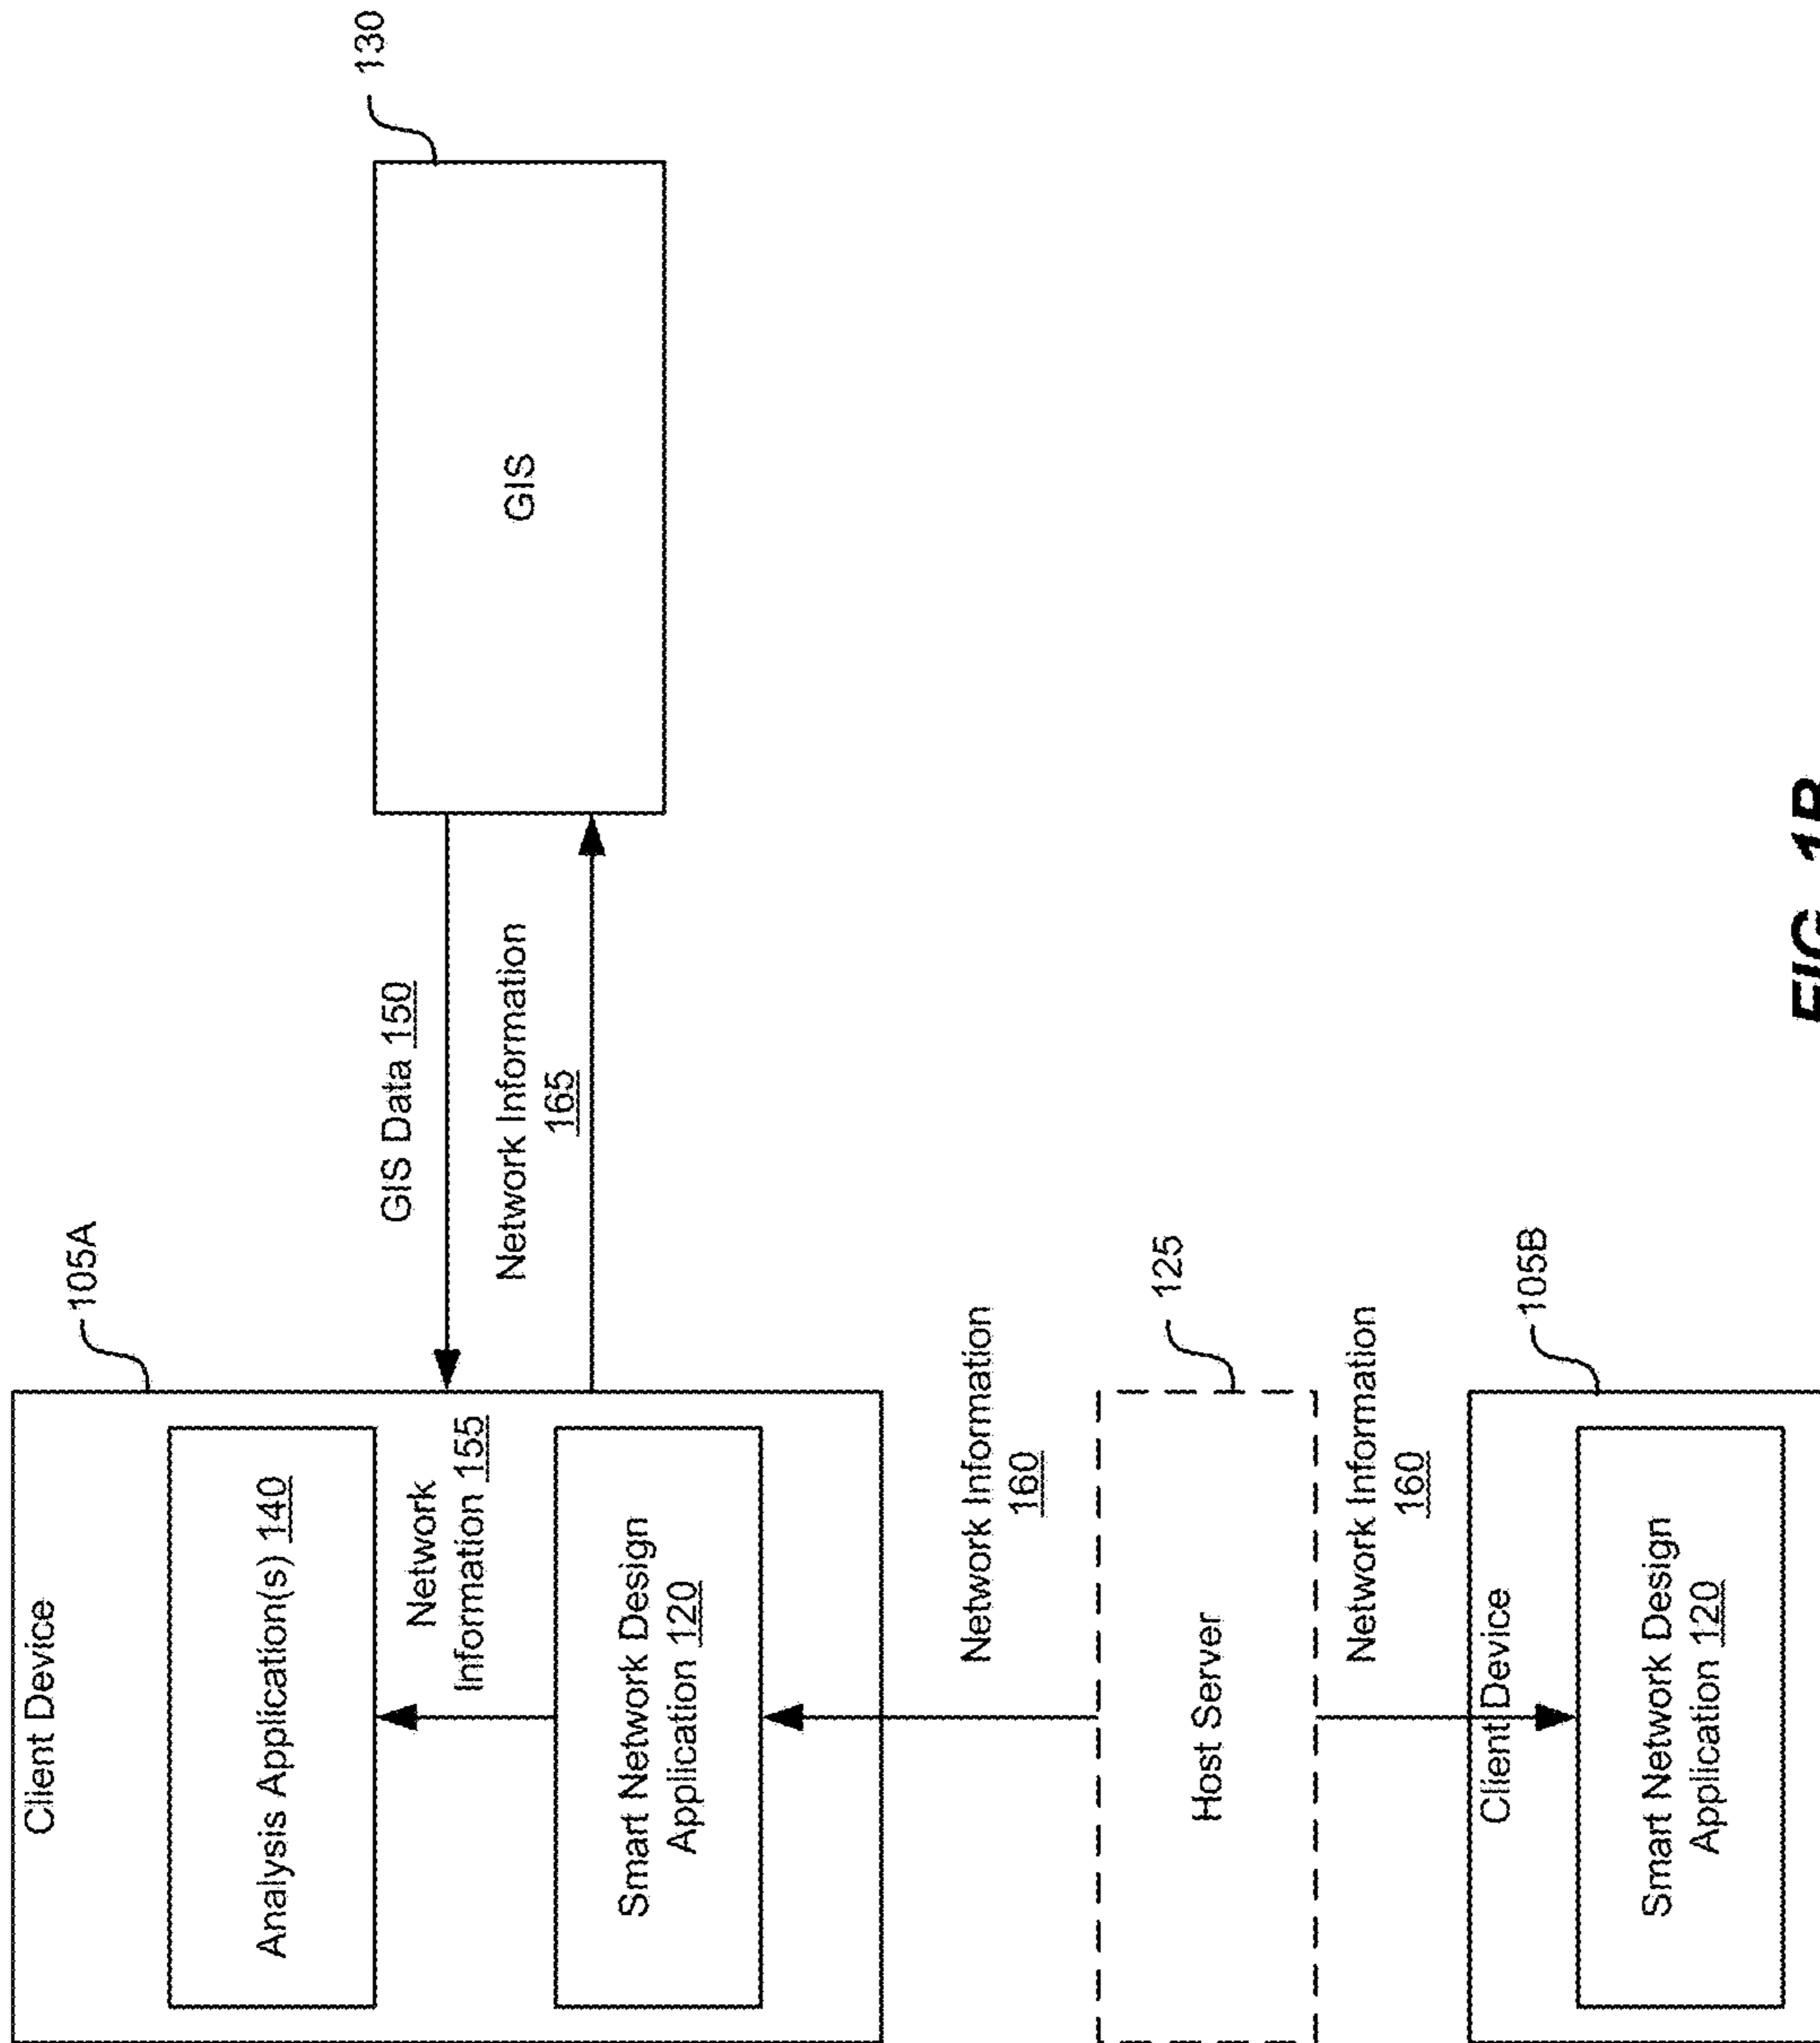 Client Device
105A
Analysis Application(s) 140
Network
Information 155
Smart Network Design
Application 120
GIS Data 150
Network Information
165
GIS
130
Network Information
160
Host Server
125
Network Information
160
Client Device
105B
Smart Network Design
Application 120
FIG. 1B